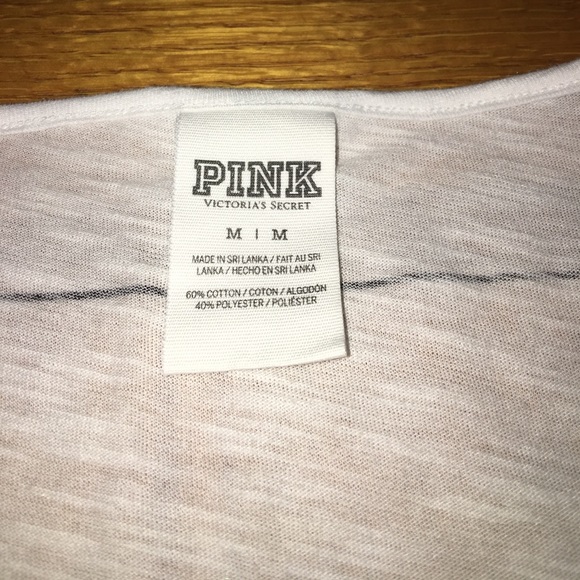 PINK
VICTORIA'S SECRET
M | M
MADE IN SRI LANKA / FAIT AU SRI
LANKA / HECHO EN SRI LANKA
60% COTTON / COTON / ALGODÓN
40% POLYESTER / POLIÉSTER